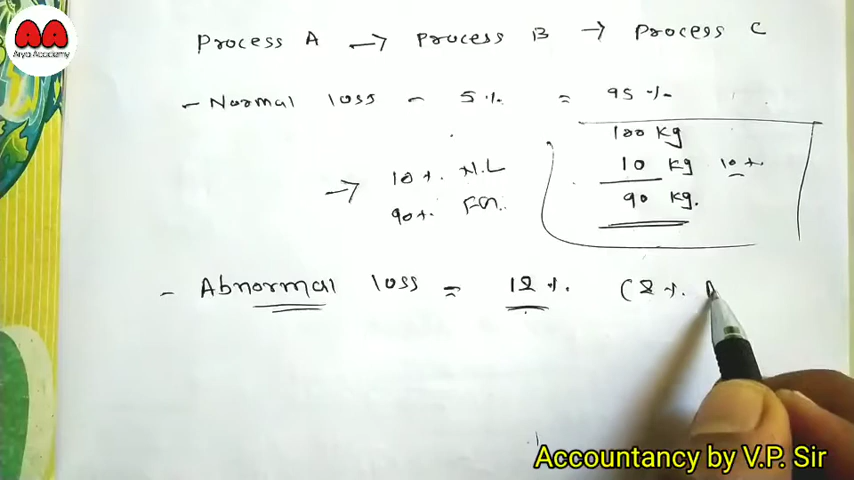 AA
Arya Academy
Process A → Process B → Process C
- Normal loss - 5% = 95%
100 kg
→ 10%. N.L 10 kg 10%
90%. F.G. 90 kg.
- Abnormal loss = 12%. (2%. A
Accountancy by V.P. Sir